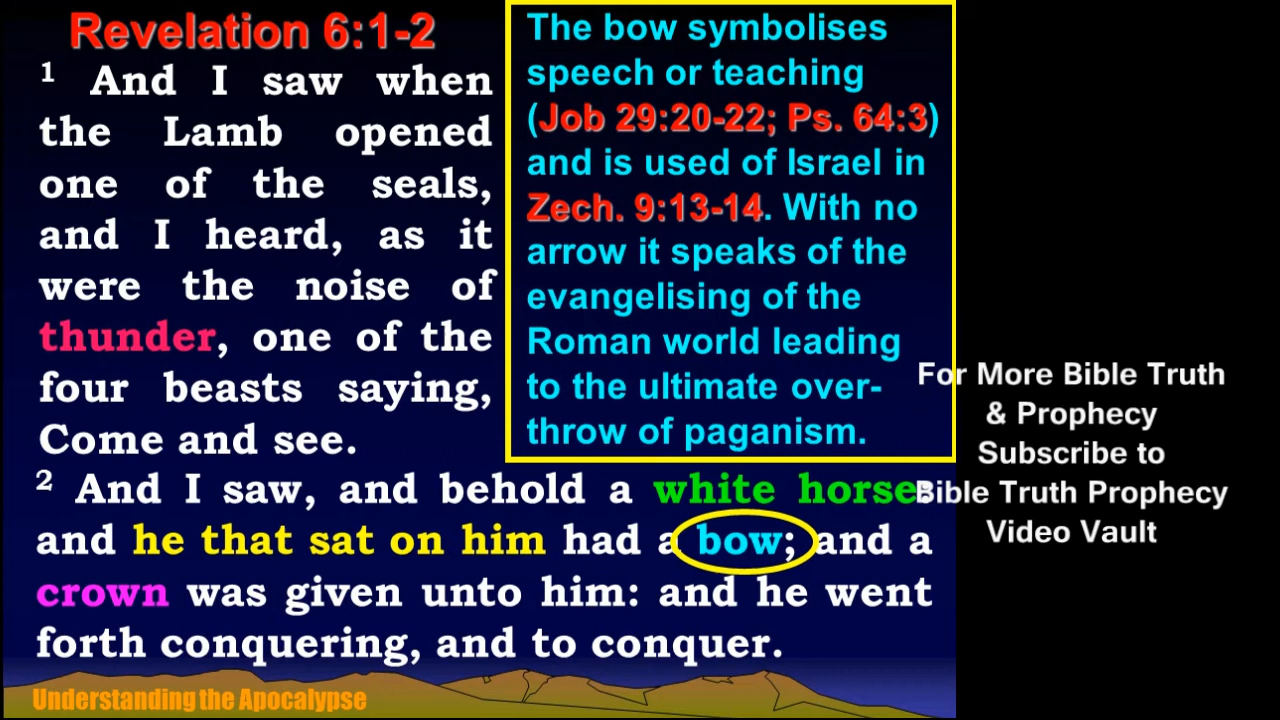 Revelation 6:1-2
1 And I saw when
the Lamb opened
one of the seals,
and I heard, as it
were the noise of
thunder, one of the
four beasts saying,
Come and see.
2 And I saw, and behold a white horse:
and he that sat on him had a bow; and a
crown was given unto him: and he went
forth conquering, and to conquer.
The bow symbolises
speech or teaching
(Job 29:20-22; Ps. 64:3)
and is used of Israel in
Zech. 9:13-14. With no
arrow it speaks of the
evangelising of the
Roman world leading
to the ultimate over-
throw of paganism.
For More Bible Truth
& Prophecy
Subscribe to
Bible Truth Prophecy
Video Vault
Understanding the Apocalypse